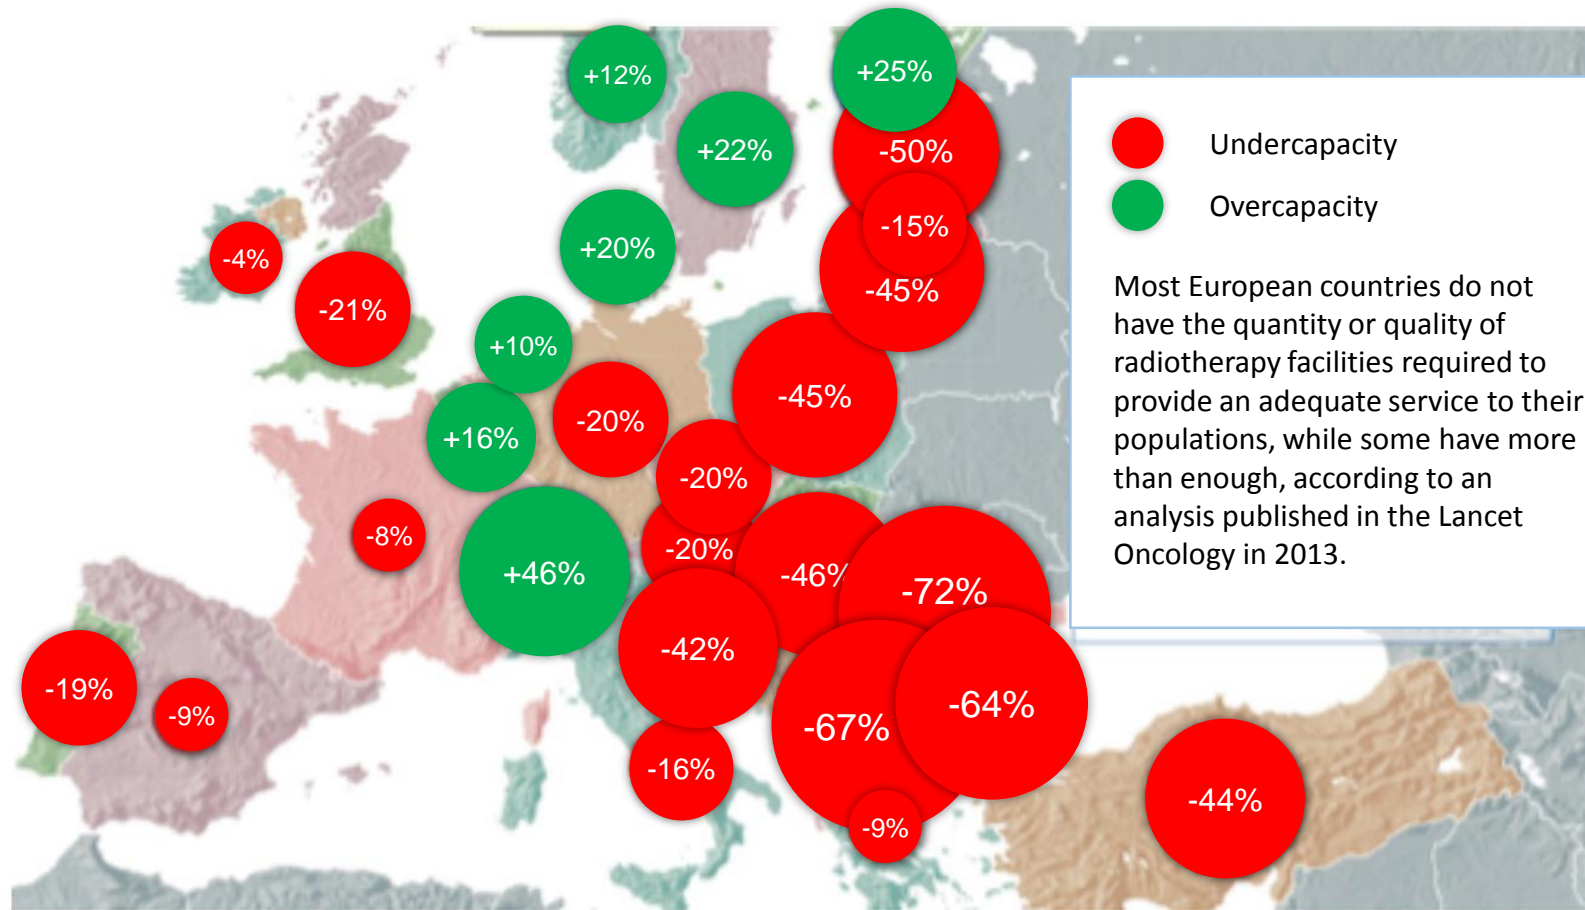 +12%
+25%
+22%
-50%
Undercapacity
Overcapacity
-15%
+20%
-4%
-45%
-21%
+10%
-45%
-20%
+16%
-20%
-8%
-20%
+46%
-46%
-72%
-42%
-19%
-9%
-67%
-64%
-16%
-44%
-9%
Most European countries do not
have the quantity or quality of
radiotherapy facilities required to
provide an adequate service to their
populations, while some have more
than enough, according to an
analysis published in the Lancet
Oncology in 2013.